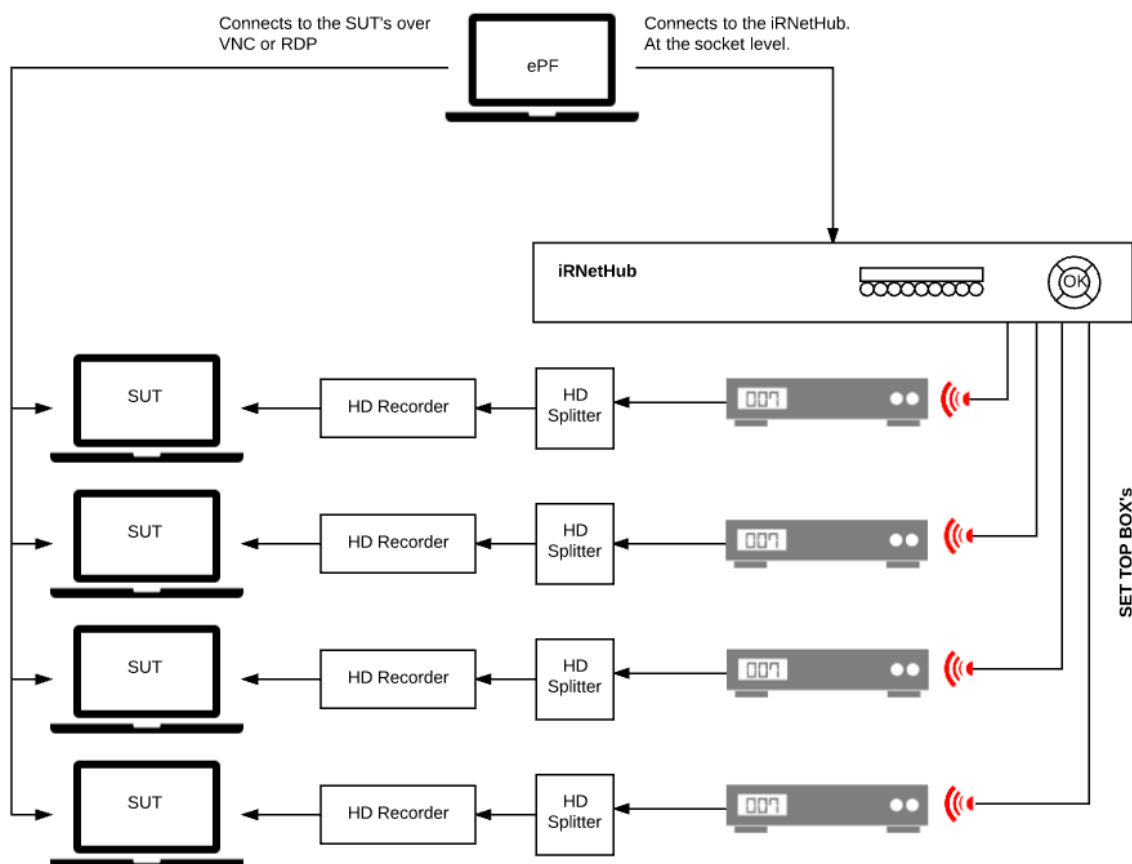 Connects to the SUT's over
VNC or RDP
ePF
Connects to the iRNetHub.
At the socket level.
iRNetHub
OK
SUT
HD Recorder
HD
Splitter
007
SUT
HD Recorder
HD
Splitter
007
SUT
HD Recorder
HD
Splitter
007
SUT
HD Recorder
HD
Splitter
007
SET TOP BOX's